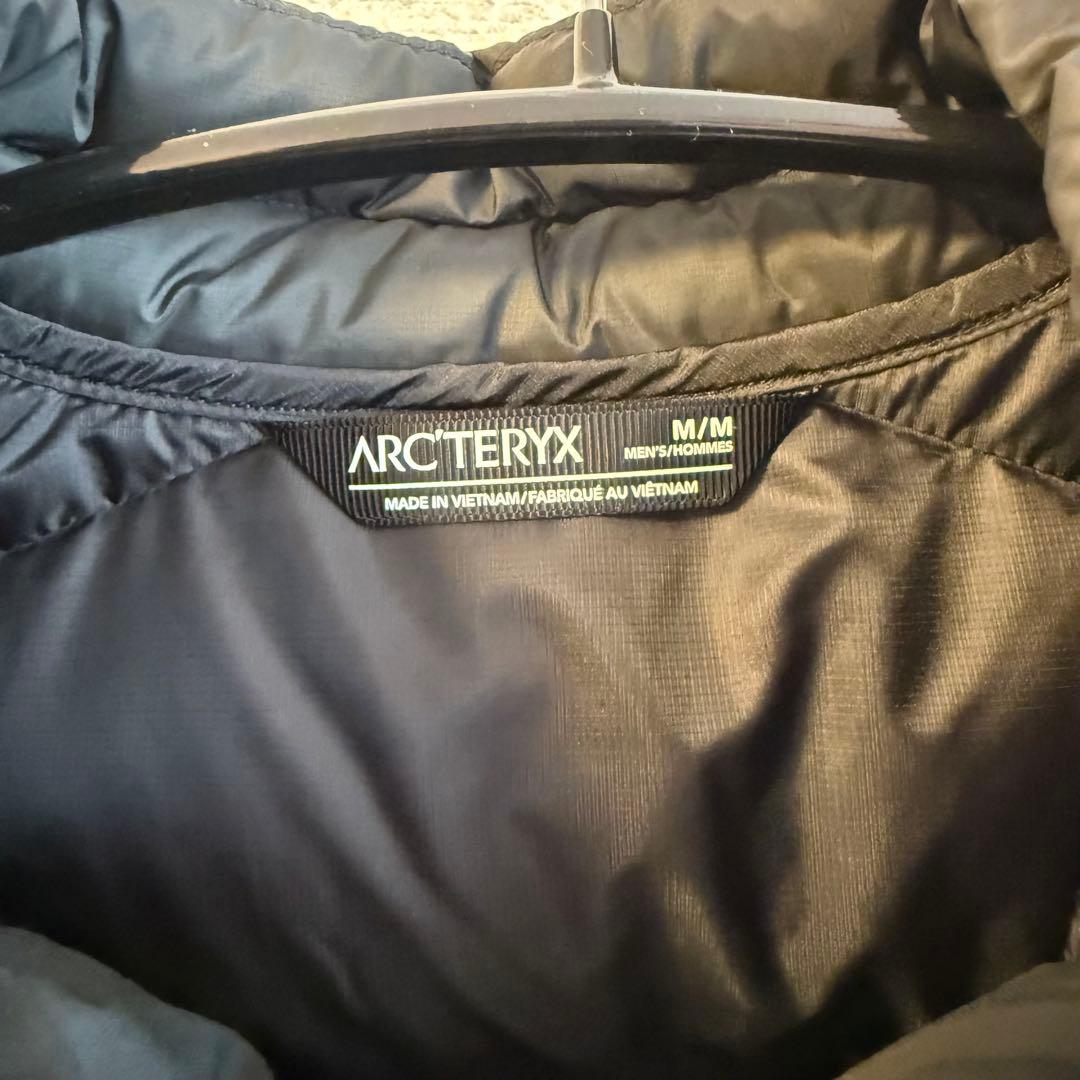 ARC'TERYX
M/M
MEN'S/HOMMES
MADE IN VIETNAM/FABRIQUÉ AU VIÊTNAM